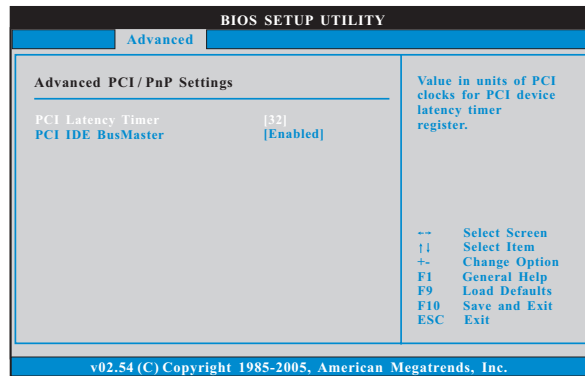 BIOS SETUP UTILITY
Advanced
Advanced PCI / PnP Settings
PCI Latency Timer [32]
PCI IDE BusMaster [Enabled]
Value in units of PCI
clocks for PCI device
latency timer
register.
←→ Select Screen
↑↓ Select Item
+- Change Option
F1 General Help
F9 Load Defaults
F10 Save and Exit
ESC Exit
v02.54 (C) Copyright 1985-2005, American Megatrends, Inc.